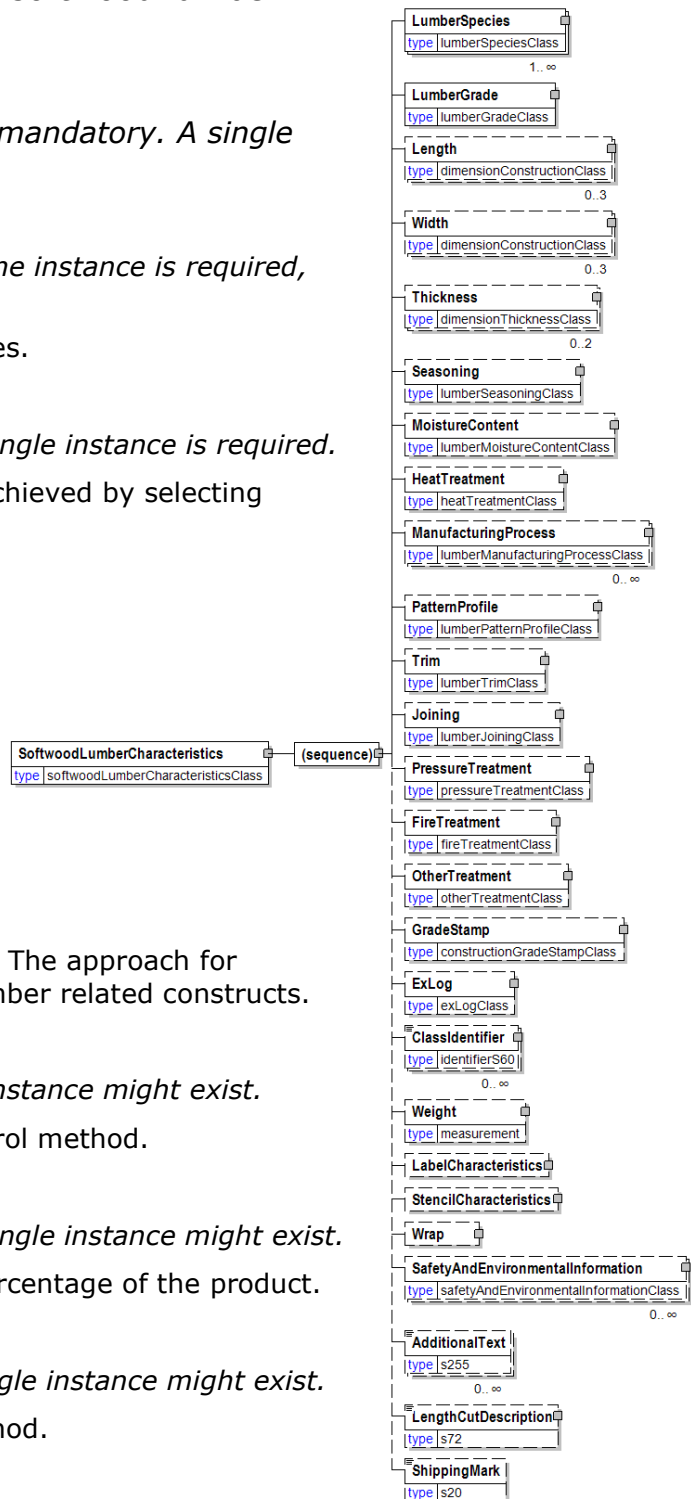 mandatory. A single
ne instance is required,
es.
ngle instance is required.
chieved by selecting
The approach for
nber related constructs.
nstance might exist.
rol method.
ngle instance might exist.
ercentage of the product.
gle instance might exist.
nod.
SoftwoodLumberCharacteristics
type softwoodLumberCharacteristicsClass
(sequence)
LumberSpecies
type lumberSpeciesClass
1.. ∞
LumberGrade
type lumberGradeClass
Length
type dimensionConstructionClass
0..3
Width
type dimensionConstructionClass
0..3
Thickness
type dimensionThicknessClass
0..2
Seasoning
type lumberSeasoningClass
MoistureContent
type lumberMoistureContentClass
HeatTreatment
type heatTreatmentClass
ManufacturingProcess
type lumberManufacturingProcessClass
0.. ∞
PatternProfile
type lumberPatternProfileClass
Trim
type lumberTrimClass
Joining
type lumberJoiningClass
PressureTreatment
type pressureTreatmentClass
FireTreatment
type fireTreatmentClass
OtherTreatment
type otherTreatmentClass
GradeStamp
type constructionGradeStampClass
ExLog
type exLogClass
ClassIdentifier
type identifierS60
0.. ∞
Weight
type measurement
LabelCharacteristics
StencilCharacteristics
Wrap
SafetyAndEnvironmentalInformation
type safetyAndEnvironmentalInformationClass
0.. ∞
AdditionalText
type s255
0.. ∞
LengthCutDescription
type s72
ShippingMark
type s20